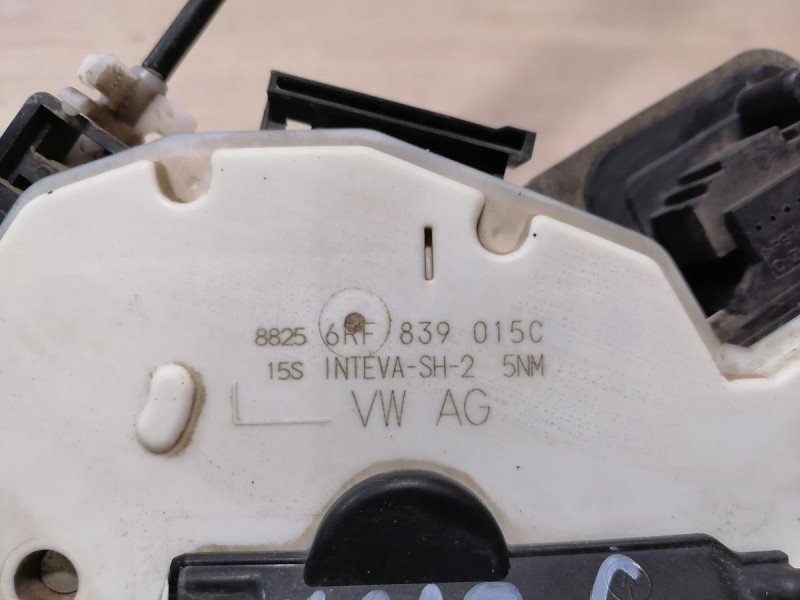 8825 6RF 839 015C
15S INTEVA-SH-2 5NM
VW AG